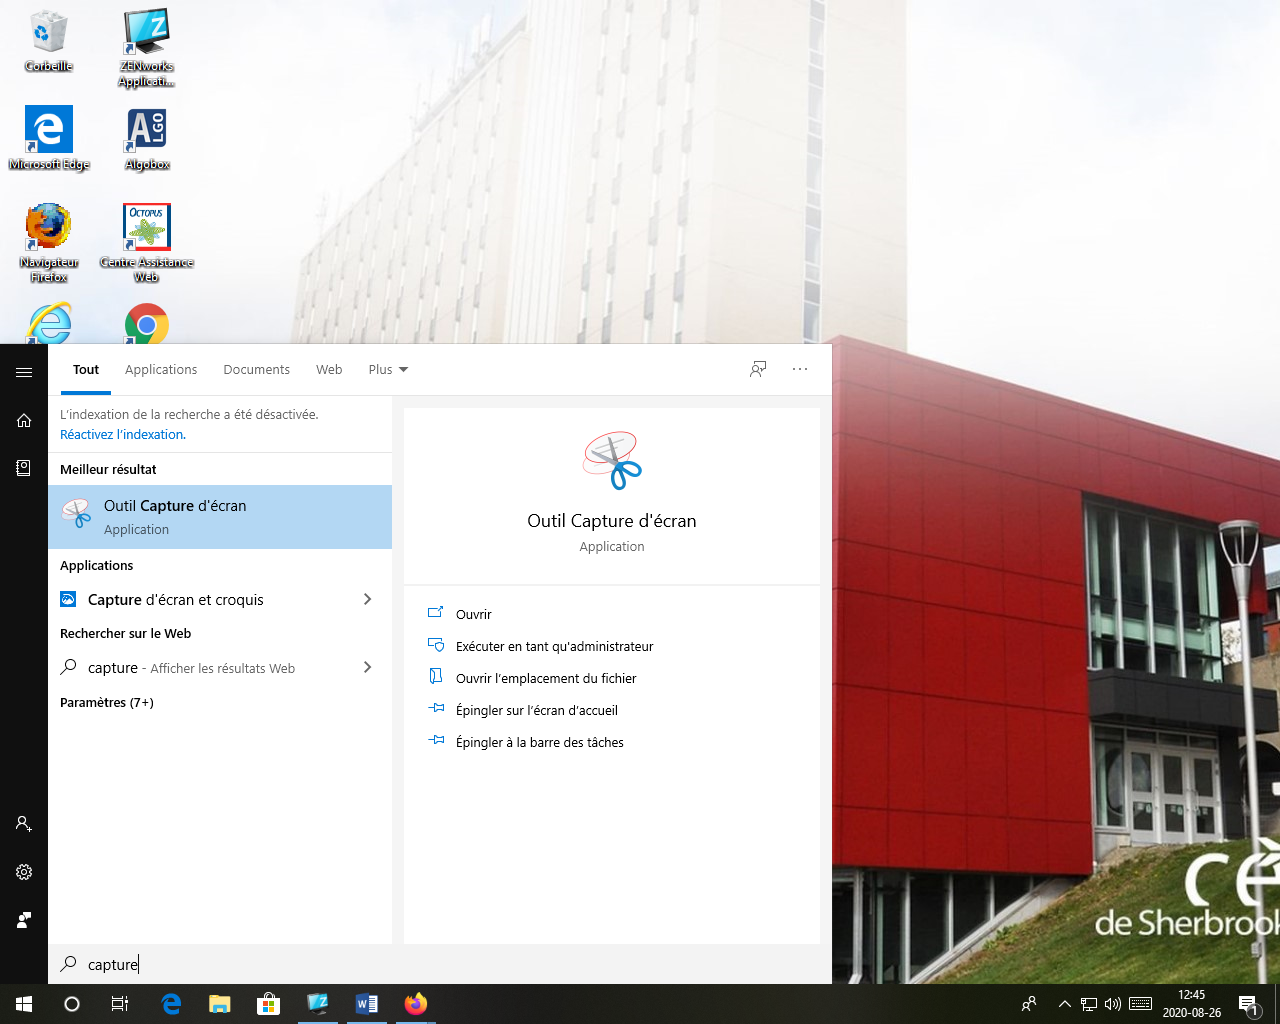 Corbeille
ZENworks
Applicati...
Microsoft Edge
Algobox
A LGO
OCTOPUS
Navigateur
Firefox
Centre Assistance
Web
Tout
Applications
Documents
Web
Plus
L'indexation de la recherche a été désactivée.
Réactivez l'indexation.
Meilleur résultat
Outil Capture d'écran
Application
Applications
Capture d'écran et croquis
Rechercher sur le Web
capture - Afficher les résultats Web
Paramètres (7+)
Outil Capture d'écran
Application
Ouvrir
Exécuter en tant qu'administrateur
Ouvrir l'emplacement du fichier
Épingler sur l'écran d'accueil
Épingler à la barre des tâches
cé
de Sherbrook
capture
12:45
2020-08-26
1